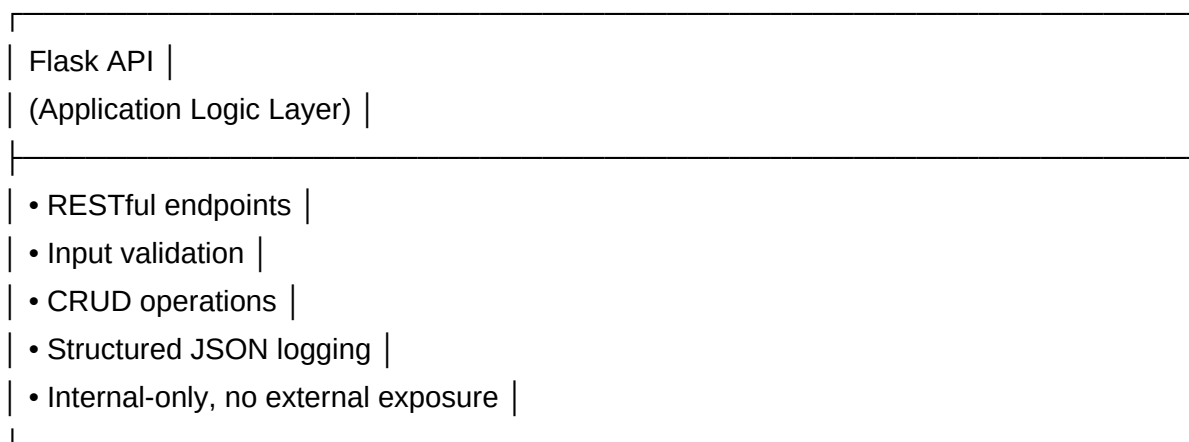 ┌─────────────────────────────────────────────────────────
│ Flask API │
│ (Application Logic Layer) │
├─────────────────────────────────────────────────────────
│ • RESTful endpoints │
│ • Input validation │
│ • CRUD operations │
│ • Structured JSON logging │
│ • Internal-only, no external exposure │